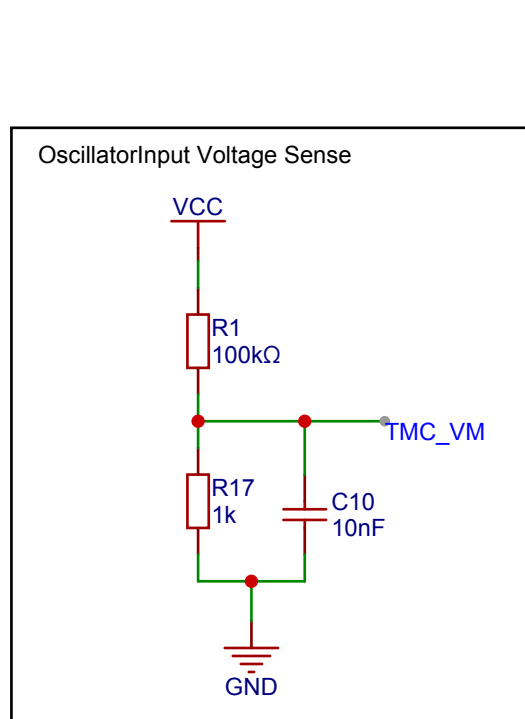 OscillatorInput Voltage Sense
VCC
R1
100kΩ
TMC_VM
R17
1k
C10
10nF
GND